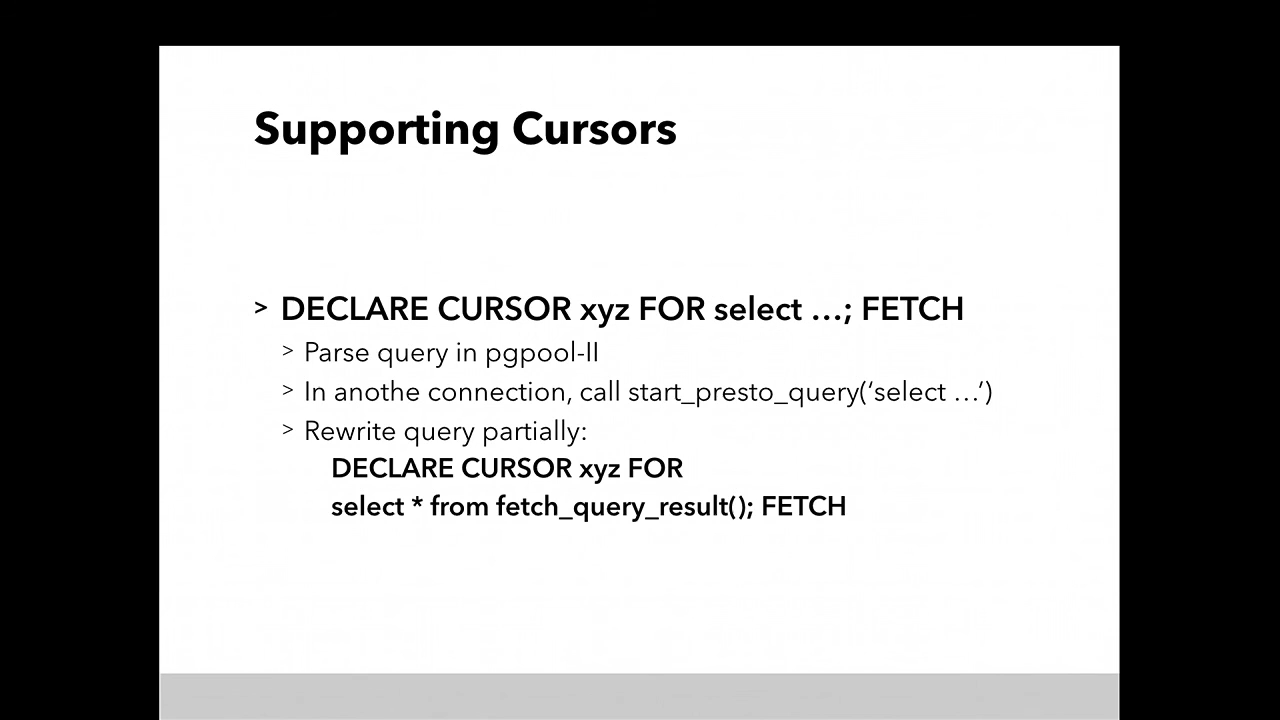 Supporting Cursors
> DECLARE CURSOR xyz FOR select …; FETCH
> Parse query in pgpool-II
> In anothe connection, call start_presto_query(‘select …’)
> Rewrite query partially:
DECLARE CURSOR xyz FOR
select * from fetch_query_result(); FETCH